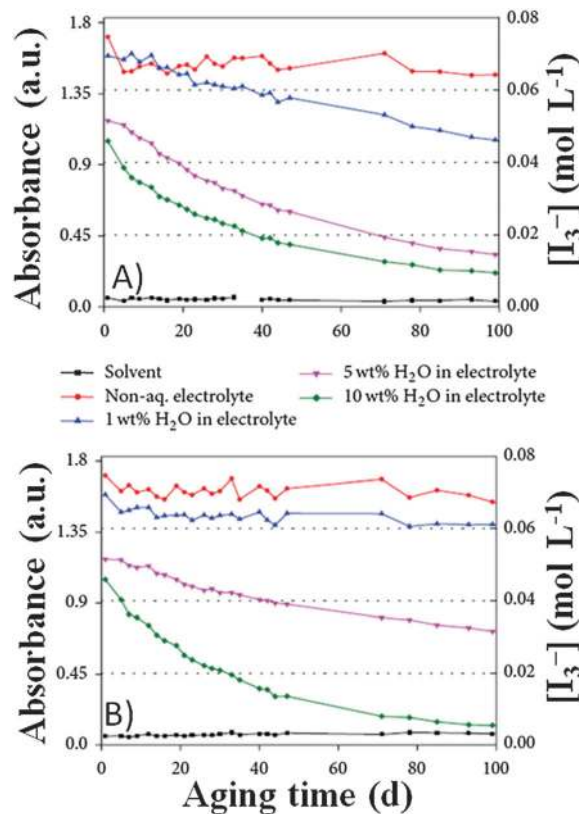 1.8
1.35
0.9
0.45
0.0
Absorbance (a.u.)
0.08
0.06
0.04
0.02
0.00
[I₃⁻] (mol L⁻¹)
A)
0 20 40 60 80 100
Solvent
Non-aq. electrolyte
1 wt% H₂O in electrolyte
5 wt% H₂O in electrolyte
10 wt% H₂O in electrolyte
1.8
1.35
0.9
0.45
0.0
Absorbance (a.u.)
0.08
0.06
0.04
0.02
0.00
[I₃⁻] (mol L⁻¹)
B)
0 20 40 60 80 100
Aging time (d)